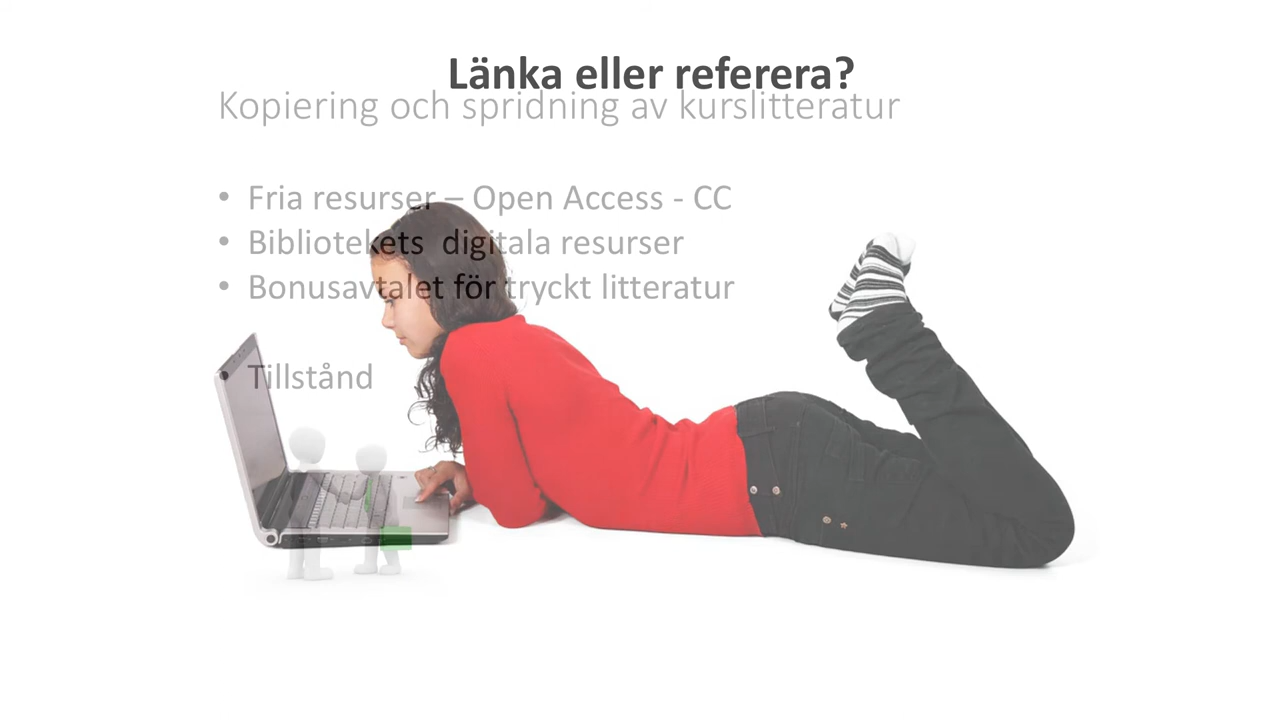 Länka eller referera?
Kopiering och spridning av kurslitteratur
• Fria resurser – Open Access - CC
• Bibliotekets digitala resurser
• Bonusavtalet för tryckt litteratur
Tillstånd